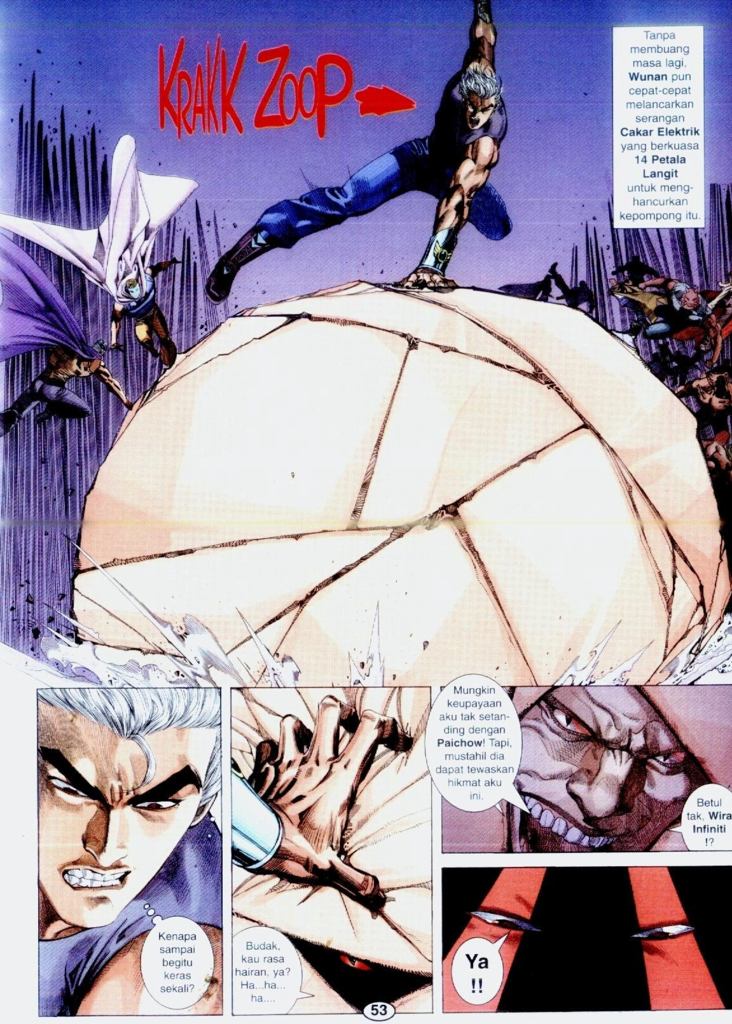 KRAKK ZOOP
Tanpa
membuang
masa lagi,
Wunan pun
cepat-cepat
melancarkan
serangan
Cakar Elektrik
yang berkuasa
14 Petala
Langit
untuk meng-
hancurkan
kepompong itu.
Kenapa
sampai
begitu
keras
sekali?
Budak,
kau rasa
hairan, ya?
Ha...ha...
ha....
Mungkin
keupayaan
aku tak setan-
ding dengan
Paichow! Tapi,
mustahil dia
dapat tewaskan
hikmat aku
ini.
Betul
tak, Wira
Infiniti
!?
Ya
!!
53